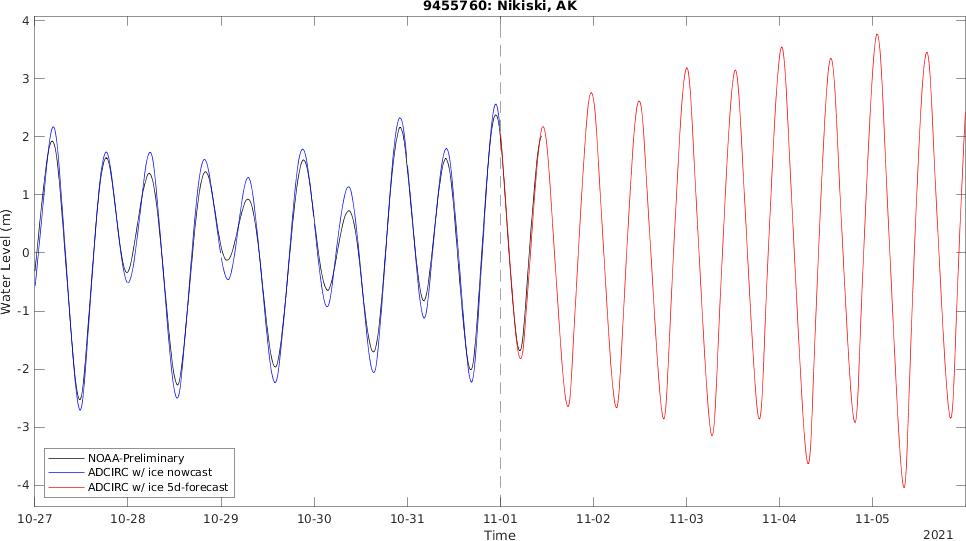 9455760: Nikiski, AK
4
3
2
1
0
-1
-2
-3
-4
Water Level (m)
NOAA-Preliminary
ADCIRC w/ ice nowcast
ADCIRC w/ ice 5d-forecast
10-27 10-28 10-29 10-30 10-31 11-01 11-02 11-03 11-04 11-05
Time
2021